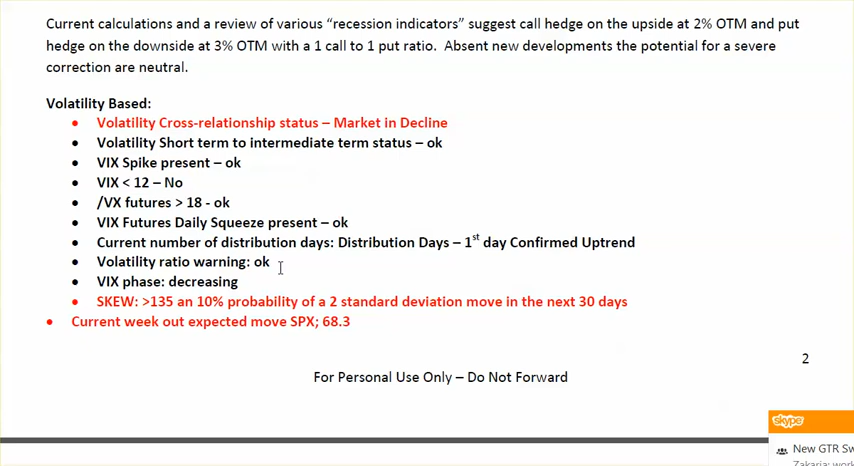 Current calculations and a review of various “recession indicators” suggest call hedge on the upside at 2% OTM and put
hedge on the downside at 3% OTM with a 1 call to 1 put ratio.  Absent new developments the potential for a severe
correction are neutral.
Volatility Based:
• Volatility Cross-relationship status – Market in Decline
• Volatility Short term to intermediate term status – ok
• VIX Spike present – ok
• VIX < 12 – No
• /VX futures > 18 - ok
• VIX Futures Daily Squeeze present – ok
• Current number of distribution days: Distribution Days – 1st day Confirmed Uptrend
• Volatility ratio warning: ok
• VIX phase: decreasing
• SKEW: >135 an 10% probability of a 2 standard deviation move in the next 30 days
• Current week out expected move SPX; 68.3
2
For Personal Use Only – Do Not Forward
skype
New GTR Sw
Zakaria: work